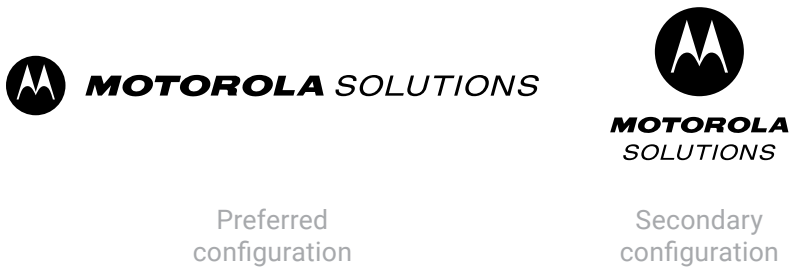 MOTOROLA SOLUTIONS
Preferred
configuration
MOTOROLA
SOLUTIONS
Secondary
configuration